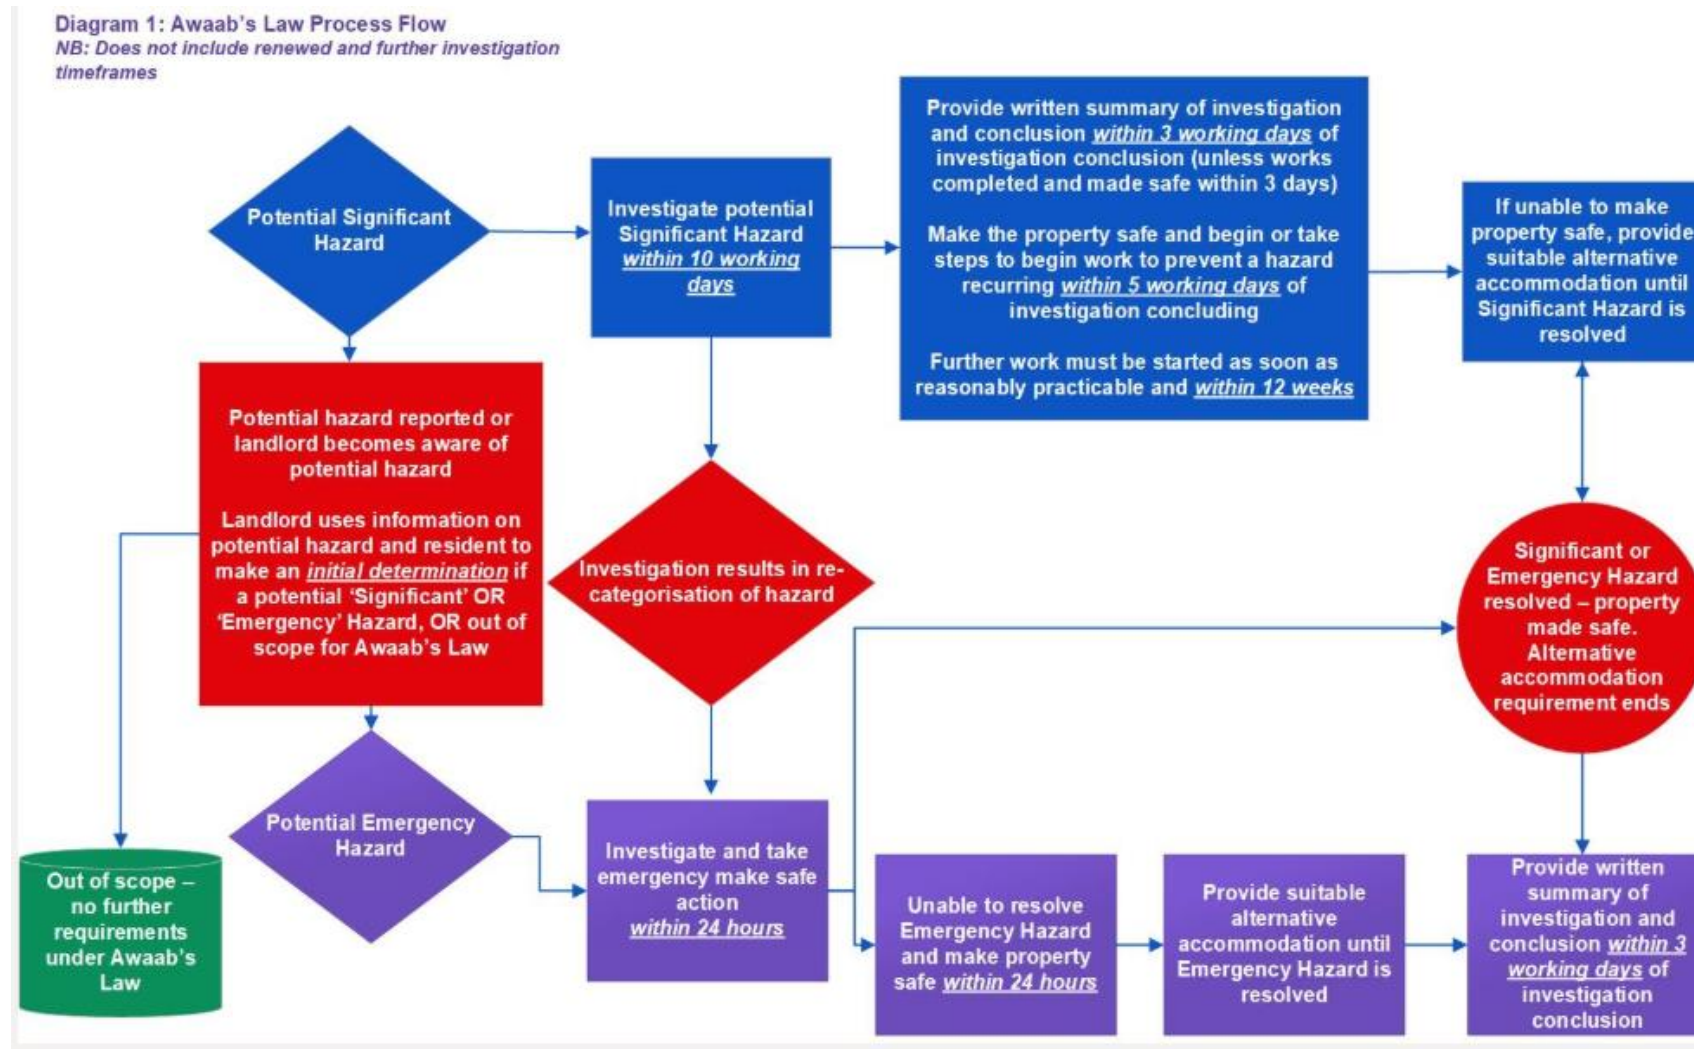 Diagram 1: Awaab’s Law Process Flow
NB: Does not include renewed and further investigation
timeframes
Potential Significant
Hazard
Investigate potential
Significant Hazard
within 10 working
days
Provide written summary of investigation
and conclusion within 3 working days of
investigation conclusion (unless works
completed and made safe within 3 days)
Make the property safe and begin or take
steps to begin work to prevent a hazard
recurring within 5 working days of
investigation concluding
Further work must be started as soon as
reasonably practicable and within 12 weeks
If unable to make
property safe, provide
suitable alternative
accommodation until
Significant Hazard is
resolved
Potential hazard reported or
landlord becomes aware of
potential hazard
Landlord uses information on
potential hazard and resident to
make an initial determination if
a potential ‘Significant’ OR
‘Emergency’ Hazard, OR out of
scope for Awaab’s Law
Investigation results in re-
categorisation of hazard
Significant or
Emergency Hazard
resolved – property
made safe.
Alternative
accommodation
requirement ends
Potential Emergency
Hazard
Out of scope –
no further
requirements
under Awaab’s
Law
Investigate and take
emergency make safe
action
within 24 hours
Unable to resolve
Emergency Hazard
and make property
safe within 24 hours
Provide suitable
alternative
accommodation until
Emergency Hazard is
resolved
Provide written
summary of
investigation and
conclusion within 3
working days of
investigation
conclusion